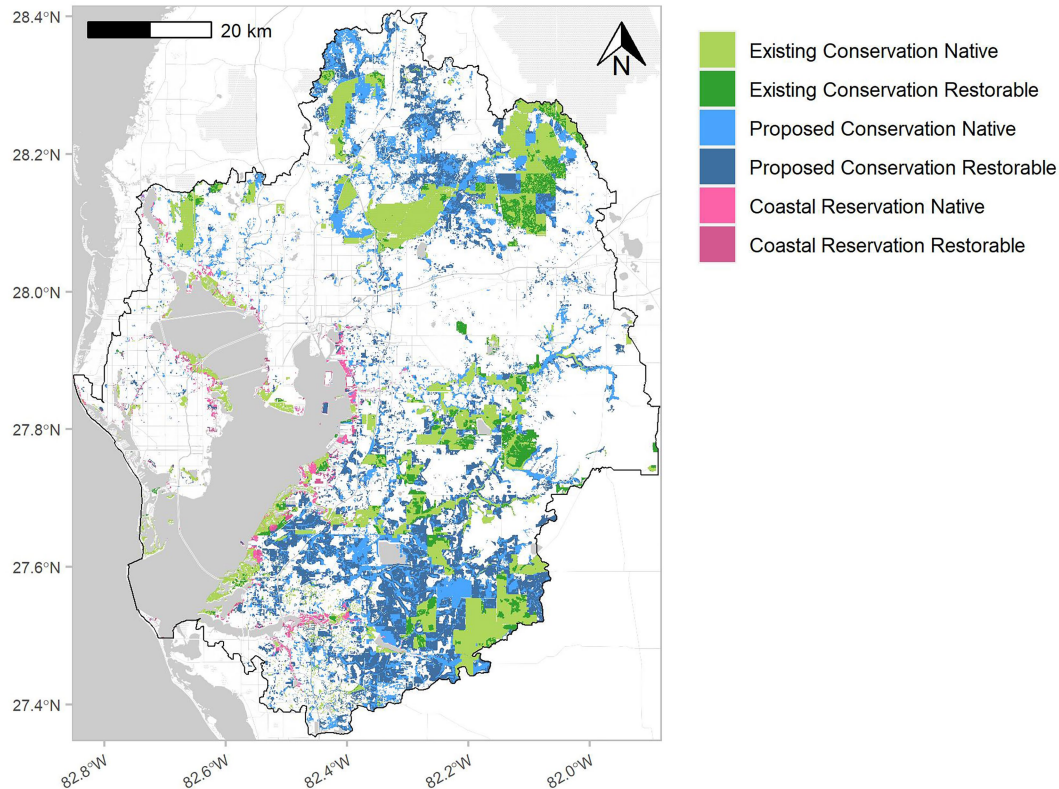 28.4°N
28.2°N
28.0°N
27.8°N
27.6°N
27.4°N
82.8°W
82.6°W
82.4°W
82.2°W
82.0°W
20 km
N
Existing Conservation Native
Existing Conservation Restorable
Proposed Conservation Native
Proposed Conservation Restorable
Coastal Reservation Native
Coastal Reservation Restorable